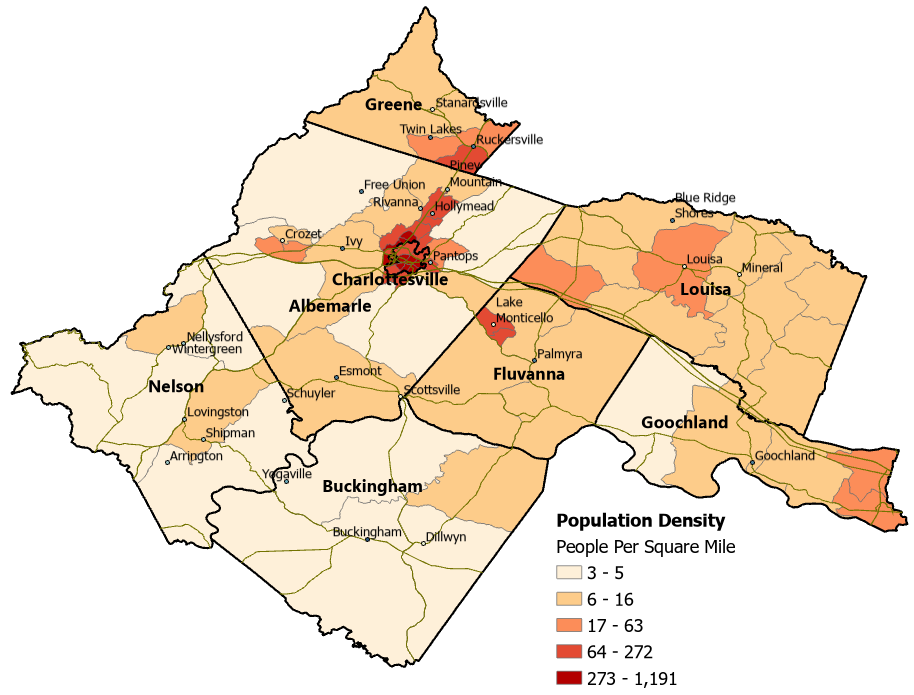 Greene
Stanardsville
Twin Lakes
Ruckersville
Piney
Mountain
Free Union
Rivanna
Hollymead
Blue Ridge
Shores
Crozet
Ivy
Pantops
Charlottesville
Louisa
Mineral
Louisa
Albemarle
Lake
Monticello
Nellysford
Wintergreen
Palmyra
Nelson
Esmont
Fluvanna
Schuyler
Scottsville
Lovingston
Goochland
Shipman
Arrington
Goochland
Yogaville
Buckingham
Buckingham
Dillwyn
Population Density
People Per Square Mile
3 - 5
6 - 16
17 - 63
64 - 272
273 - 1,191